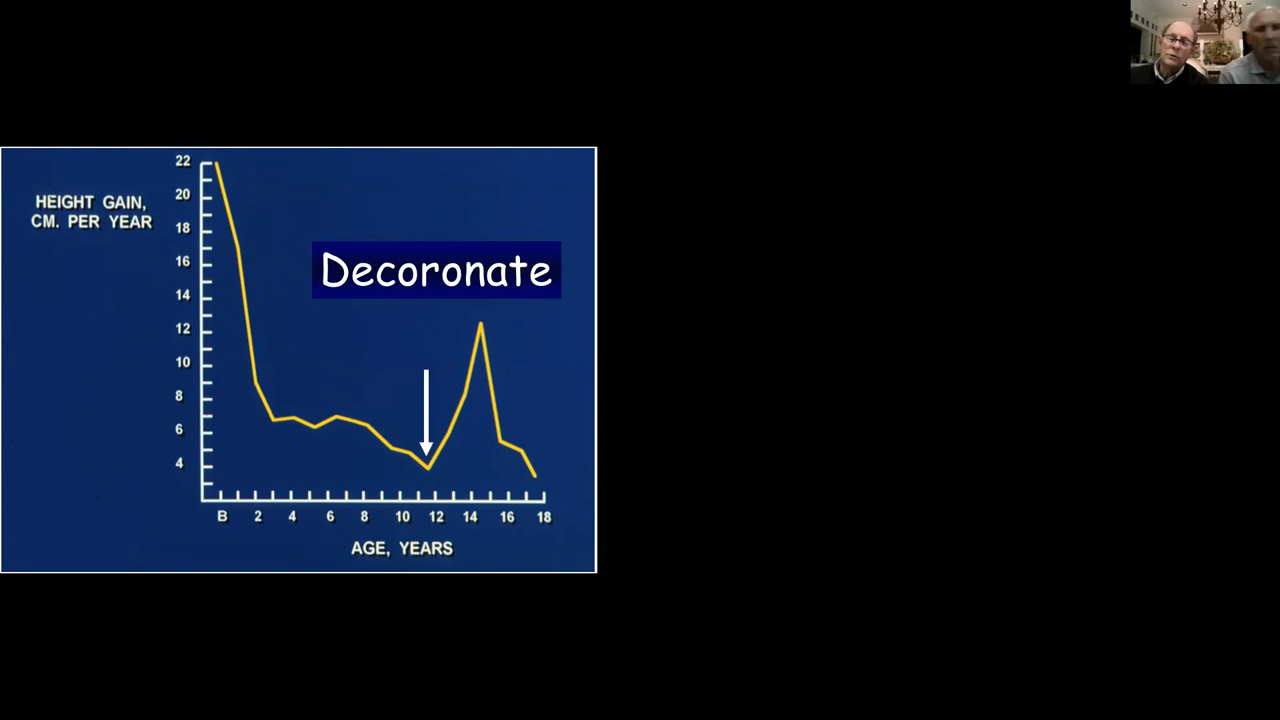 HEIGHT GAIN,
CM. PER YEAR
22
20
18
16
14
12
10
8
6
4
Decoronate
B 2 4 6 8 10 12 14 16 18
AGE, YEARS